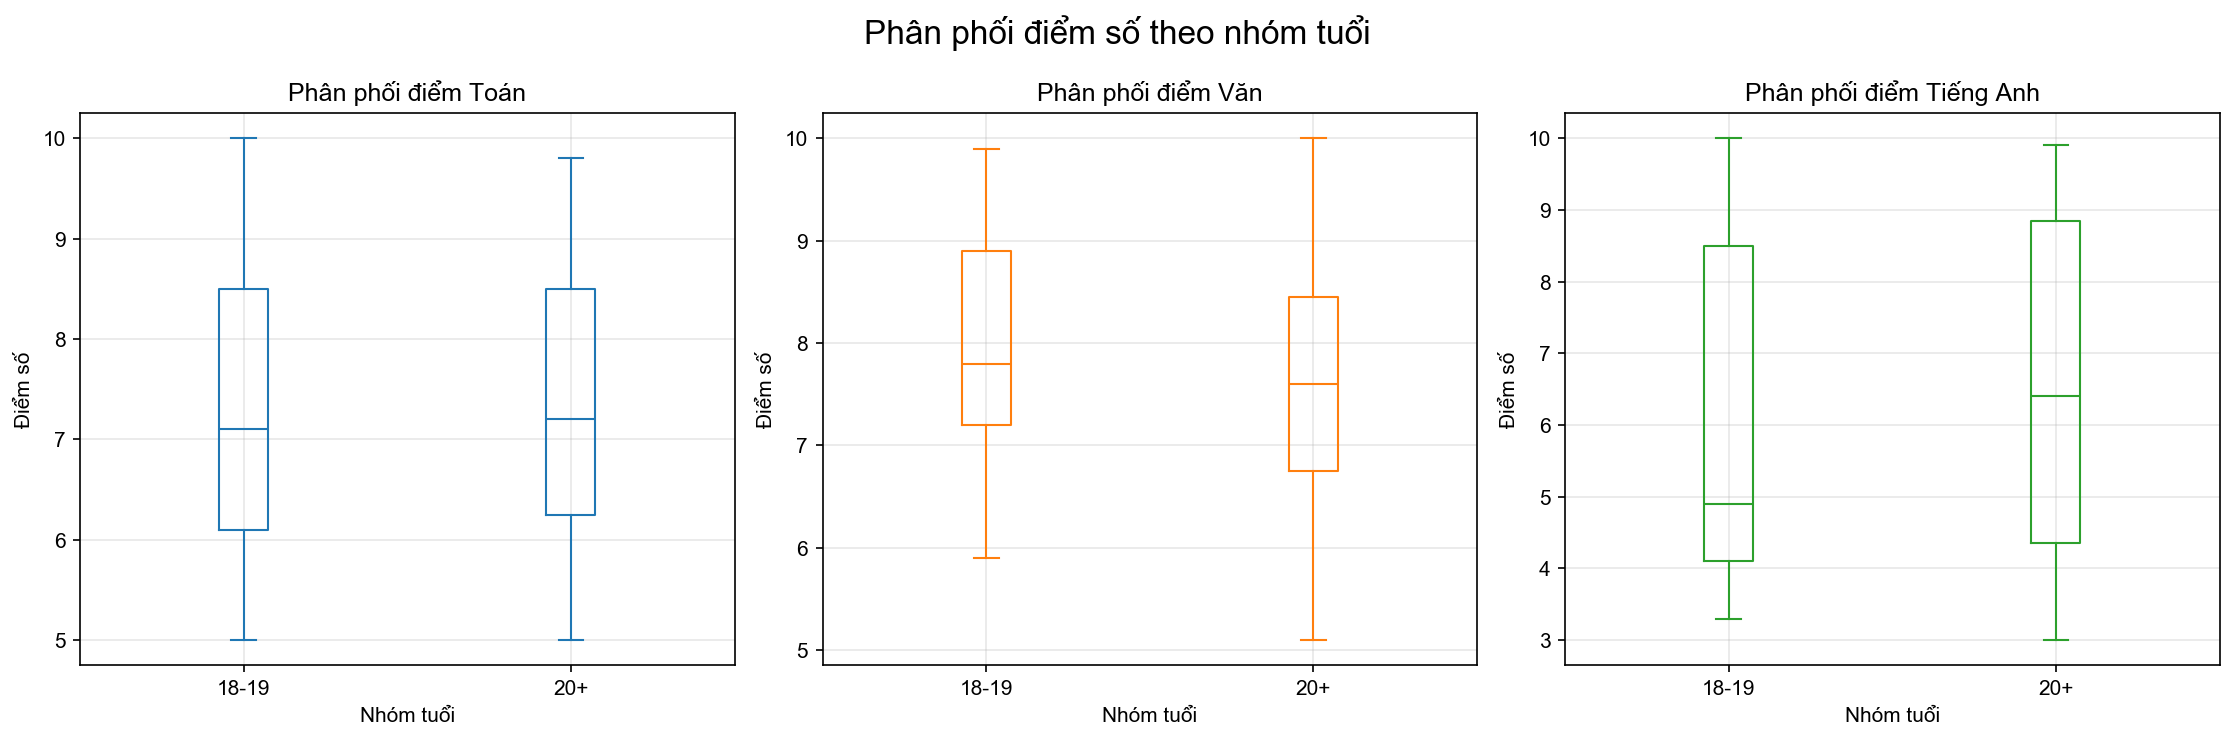 Phân phối điểm số theo nhóm tuổi
Phân phối điểm Toán
10
9
8
7
6
5
Điểm số
18-19
20+
Nhóm tuổi
Phân phối điểm Văn
10
9
8
7
6
5
Điểm số
18-19
20+
Nhóm tuổi
Phân phối điểm Tiếng Anh
10
9
8
7
6
5
4
3
Điểm số
18-19
20+
Nhóm tuổi